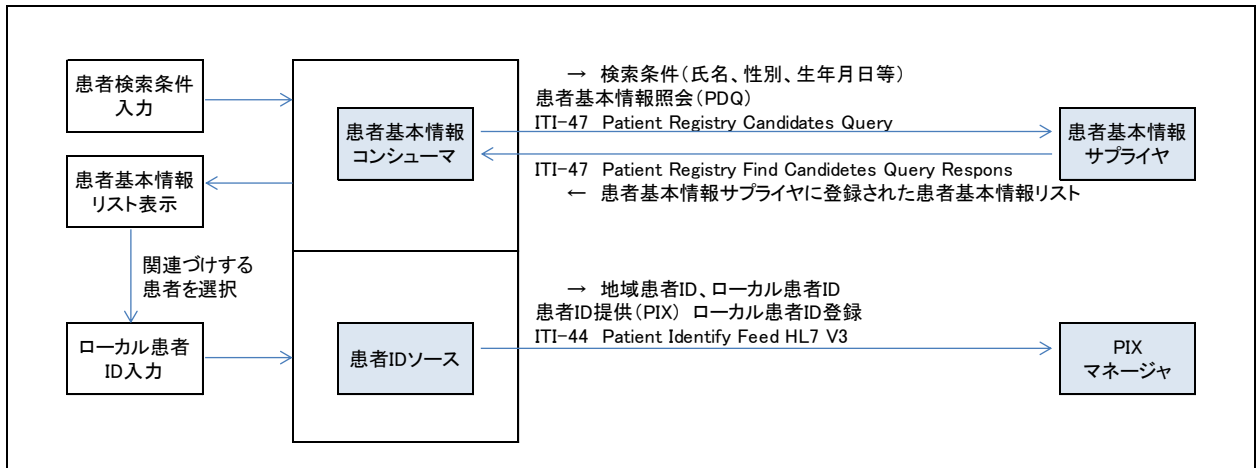 患者検索条件
入力
→ 検索条件(氏名、性別、生年月日等)
患者基本情報照会(PDQ)
ITI-47 Patient Registry Candidates Query
患者基本情報
コンシューマ
患者基本情報
サプライヤ
ITI-47 Patient Registry Find Candidetes Query Respons
← 患者基本情報サプライヤに登録された患者基本情報リスト
患者基本情報
リスト表示
関連づけする
患者を選択
→ 地域患者ID、ローカル患者ID
患者ID提供(PIX) ローカル患者ID登録
ITI-44 Patient Identify Feed HL7 V3
ローカル患者
ID入力
患者IDソース
PIX
マネージャ